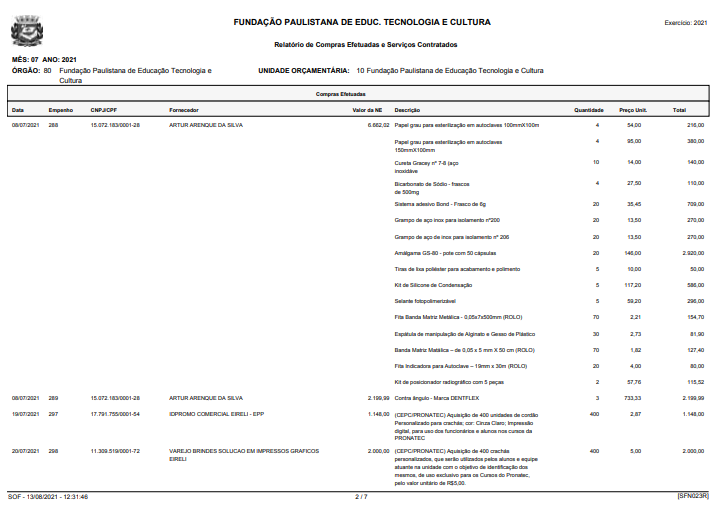 FUNDAÇÃO PAULISTANA DE EDUC. TECNOLOGIA E CULTURA
Exercício: 2021
Relatório de Compras Efetuadas e Serviços Contratados
MÊS: 07 ANO: 2021
ÓRGÃO: 80 Fundação Paulistana de Educação Tecnologia e Cultura UNIDADE ORÇAMENTÁRIA: 10 Fundação Paulistana de Educação Tecnologia e Cultura
Compras Efetuadas
Data Empenho CNPJ/CPF Fornecedor Valor da NE Descrição Quantidade Preço Unit. Total
08/07/2021 288 15.072.183/0001-28 ARTUR ARENQUE DA SILVA 6.662,02 Papel grau para esterilização em autoclaves 100mmX100m 4 54,00 216,00
Papel grau para esterilização em autoclaves 4 95,00 380,00
150mmX100mm
Cureta Gracey nº 7-8 (aço 10 14,00 140,00
inoxidáve
Bicarbonato de Sódio - frascos 4 27,50 110,00
de 500mg
Sistema adesivo Bond - Frasco de 6g 20 35,45 709,00
Grampo de aço inox para isolamento nº200 20 13,50 270,00
Grampo de aço de inox para isolamento nº 206 20 13,50 270,00
Amálgama GS-80 - pote com 50 cápsulas 20 146,00 2.920,00
Tiras de lixa poliéster para acabamento e polimento 5 10,00 50,00
Kit de Silicone de Condensação 5 117,20 586,00
Selante fotopolimerizável 5 59,20 296,00
Fita Banda Matriz Metálica - 0,05x7x500mm (ROLO) 70 2,21 154,70
Espátula de manipulação de Alginato e Gesso de Plástico 30 2,73 81,90
Banda Matriz Matálica – de 0,05 x 5 mm X 50 cm (ROLO) 70 1,82 127,40
Fita Indicadora para Autoclave – 19mm x 30m (ROLO) 20 4,00 80,00
Kit de posicionador radiográfico com 5 peças 2 57,76 115,52
08/07/2021 289 15.072.183/0001-28 ARTUR ARENQUE DA SILVA 2.199,99 Contra ângulo - Marca DENTFLEX 3 733,33 2.199,99
19/07/2021 297 17.791.755/0001-54 IDPROMO COMERCIAL EIRELI - EPP 1.148,00 (CEPC/PRONATEC) Aquisição de 400 unidades de cordão 400 2,87 1.148,00
Personalizado para crachás; cor: Cinza Claro; Impressão
digital, para uso dos funcionários e alunos nos cursos da
PRONATEC
20/07/2021 298 11.309.519/0001-72 VAREJO BRINDES SOLUCAO EM IMPRESSOS GRAFICOS EIRELI 2.000,00 (CEPC/PRONATEC) Aquisição de 400 crachás 400 5,00 2.000,00
personalizados, que serão utilizados pelos alunos e equipe
atuante na unidade com o objetivo de identificação dos
mesmos, de uso exclusivo para os Cursos do Pronatec,
pelo valor unitário de R$5,00.
SOF - 13/08/2021 - 12:31:46 2 / 7 [SFN023R]